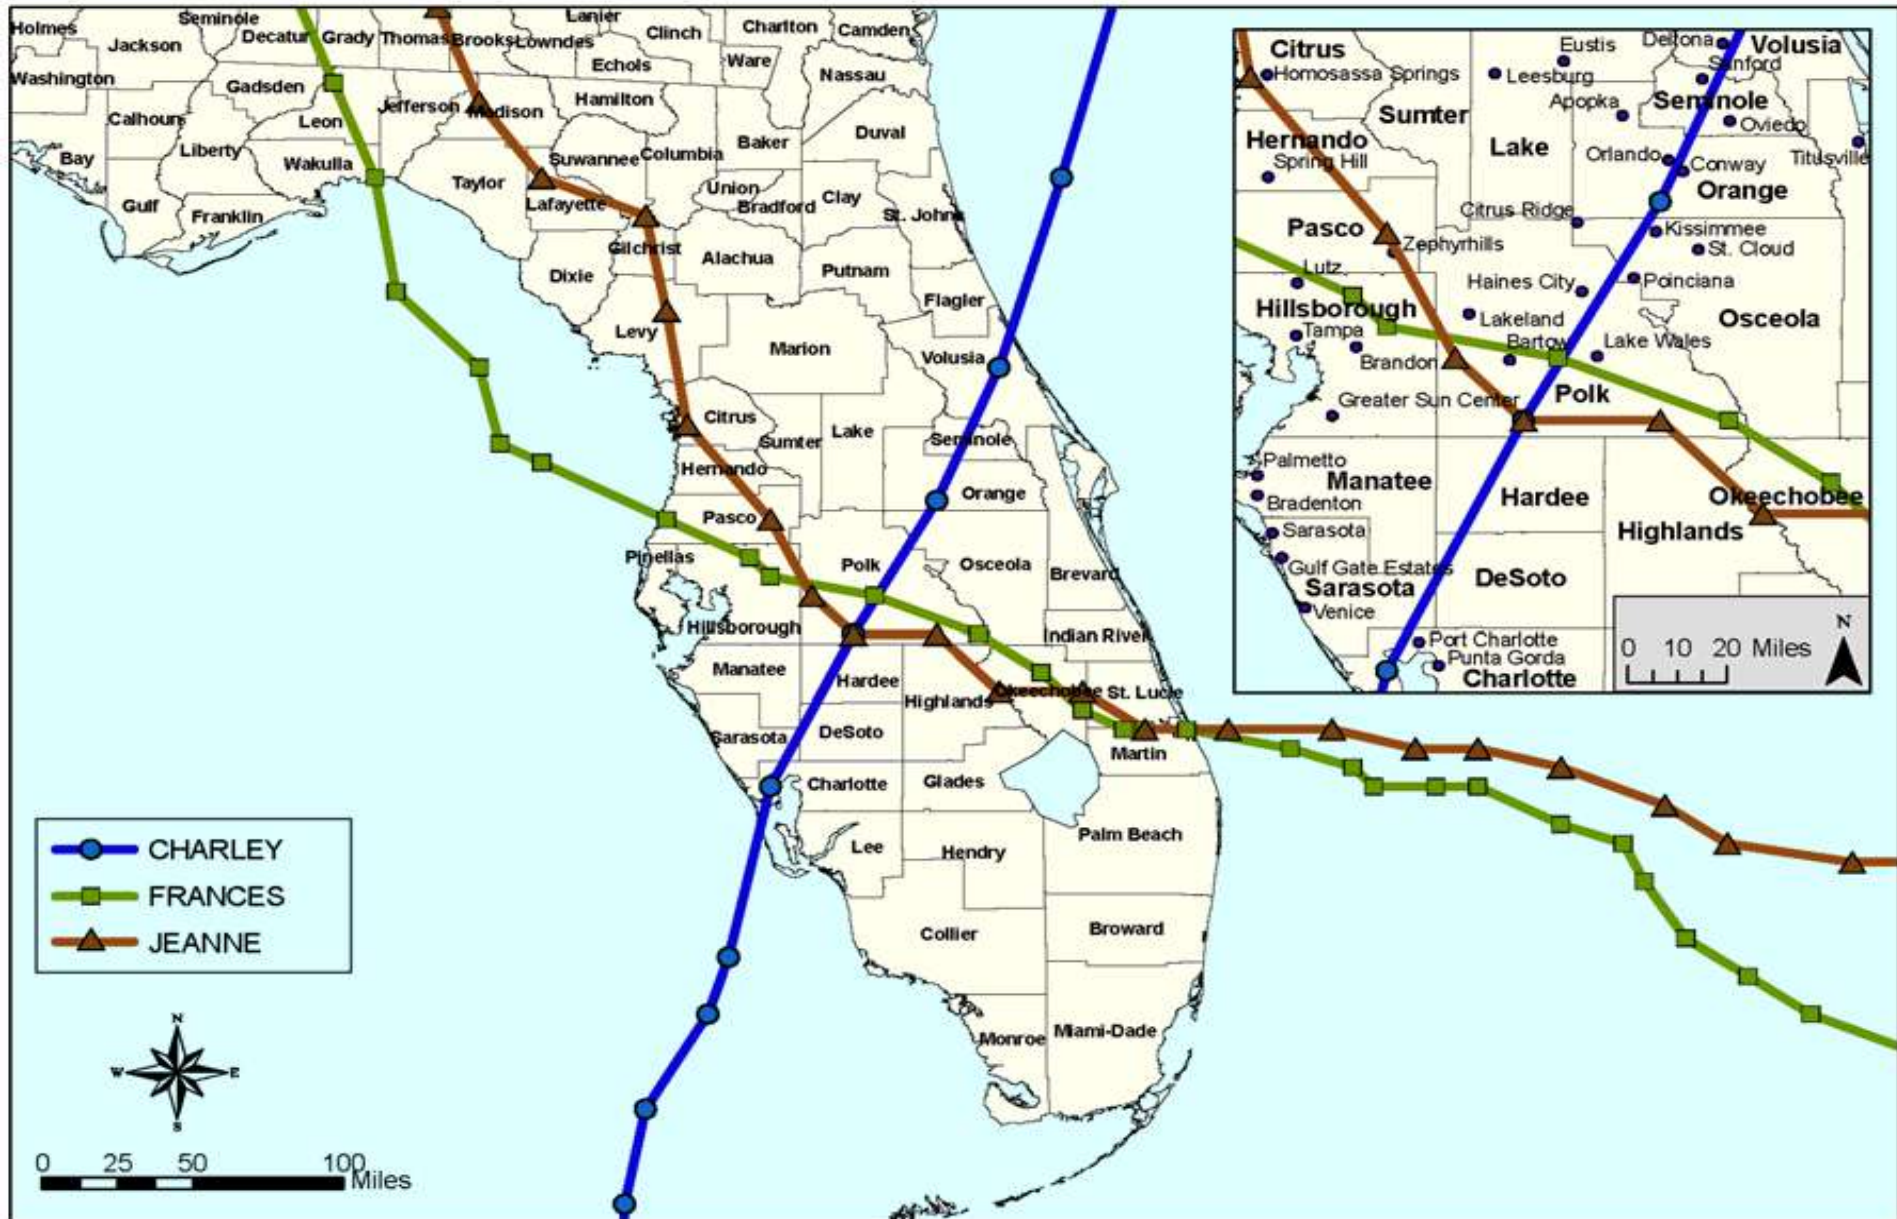 Holmes
Jackson
Seminole
Decatur
Grady
Thomas
Brooks
Lowndes
Lanier
Clinch
Charlton
Camden
Echols
Ware
Nassau
Washington
Gadsden
Jefferson
Madison
Hamilton
Calhoun
Leon
Baker
Duval
Bay
Liberty
Wakulla
Suwannee
Columbia
Taylor
Union
Bradford
Clay
St. Johns
Gulf
Franklin
Lafayette
Gilchrist
Alachua
Dixie
Putnam
Flagler
Levy
Marion
Volusia
Citrus
Sumter
Lake
Seminole
Hernando
Orange
Pasco
Pinellas
Polk
Osceola
Brevard
Hillsborough
Indian River
Manatee
Hardee
Highlands
Okeechobee
St. Lucie
Sarasota
DeSoto
Martin
Charlotte
Glades
Lee
Hendry
Palm Beach
Collier
Broward
Monroe
Miami-Dade
Citrus
Homosassa Springs
Eustis
Leesburg
Deltona
Volusia
Sanford
Sumter
Apopka
Seminole
Oviedo
Hernando
Spring Hill
Lake
Orlando
Conway
Titusville
Orange
Citrus Ridge
Pasco
Zephyrhills
Kissimmee
St. Cloud
Lutz
Haines City
Poinciana
Hillsborough
Lakeland
Osceola
Tampa
Bartow
Lake Wales
Brandon
Greater Sun Center
Polk
Palmetto
Manatee
Hardee
Okeechobee
Bradenton
Highlands
Sarasota
Gulf Gate Estates
Sarasota
DeSoto
Venice
Port Charlotte
Punta Gorda
Charlotte
N
0 10 20 Miles
CHARLEY
FRANCES
JEANNE
N
W E
S
0 25 50 100 Miles